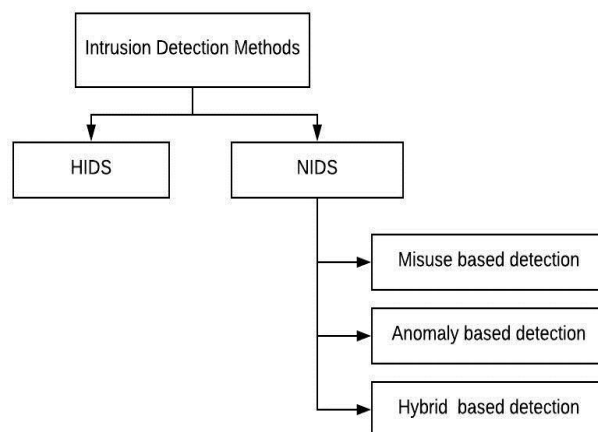 Intrusion Detection Methods
HIDS
NIDS
Misuse based detection
Anomaly based detection
Hybrid based detection